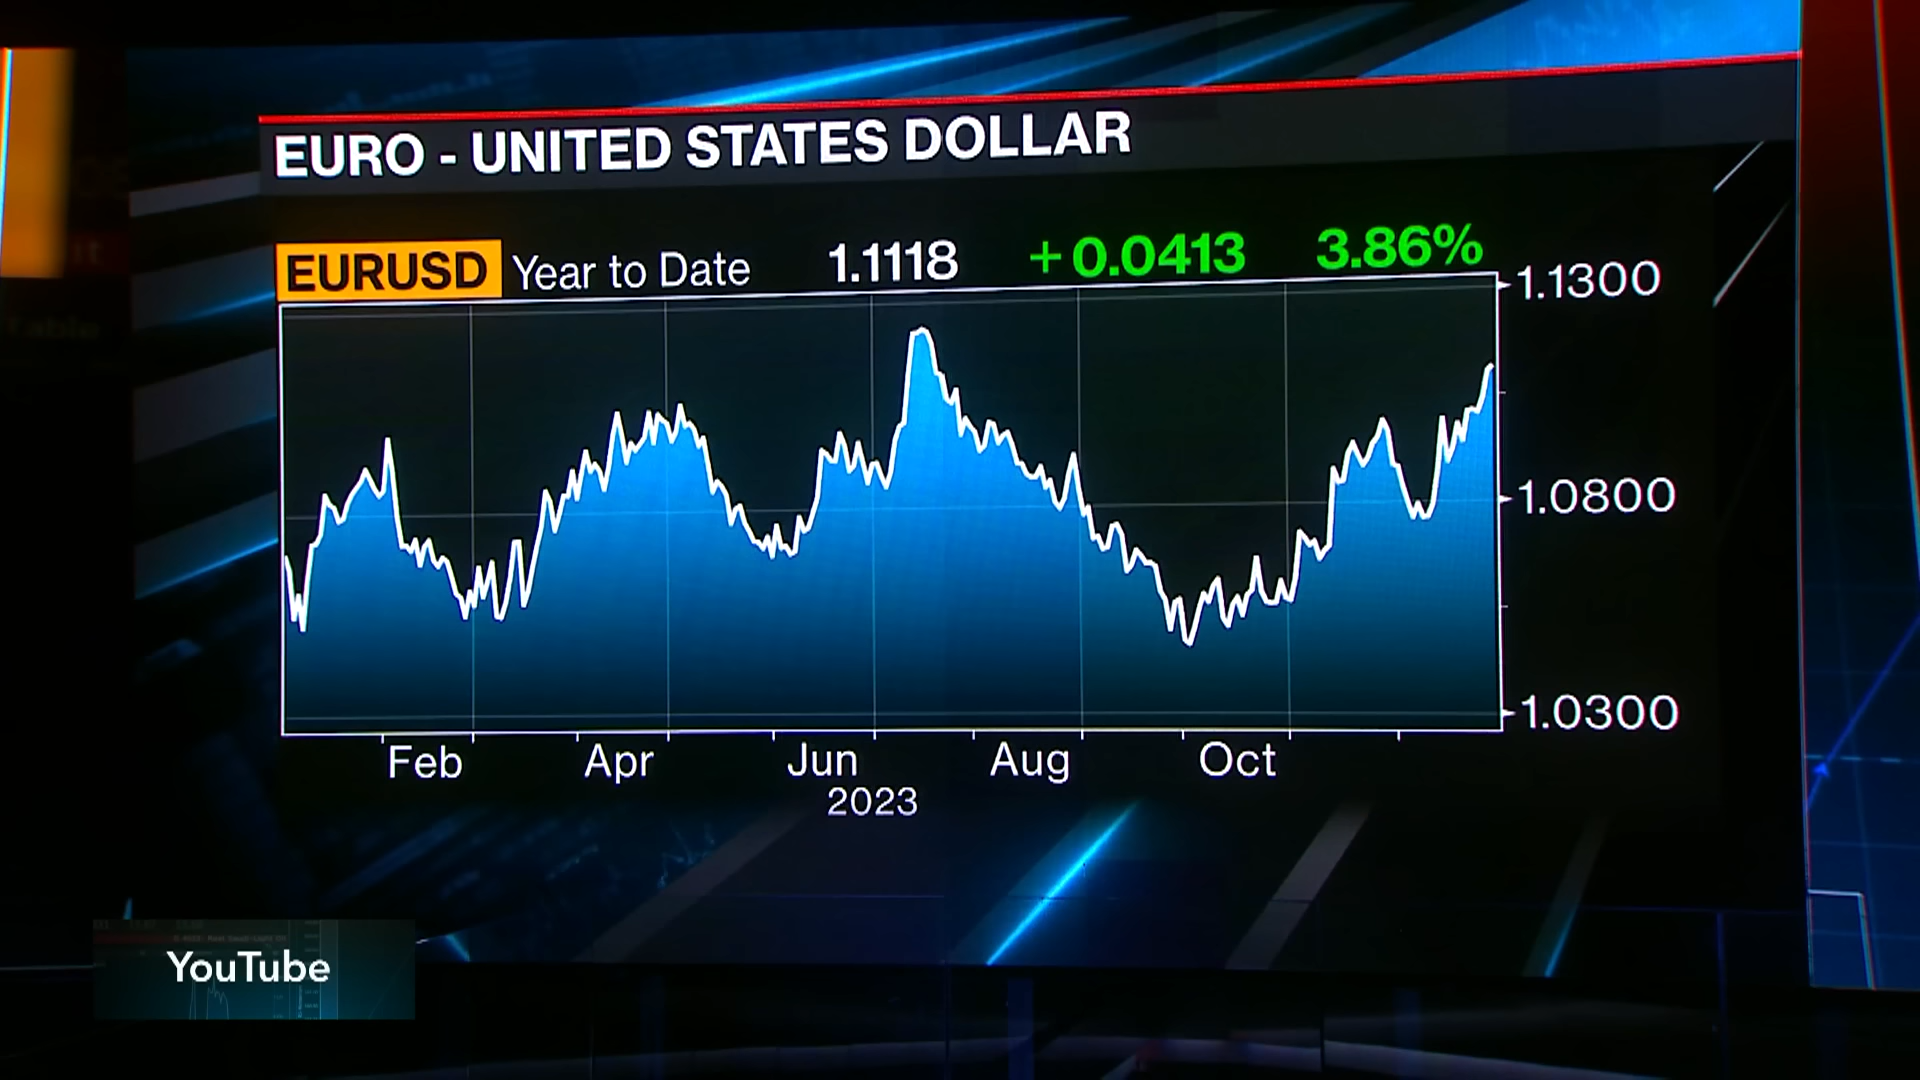 EURO - UNITED STATES DOLLAR
EURUSD Year to Date 1.1118 +0.0413 3.86%
1.1300
1.0800
1.0300
Feb Apr Jun Aug Oct
2023
YouTube